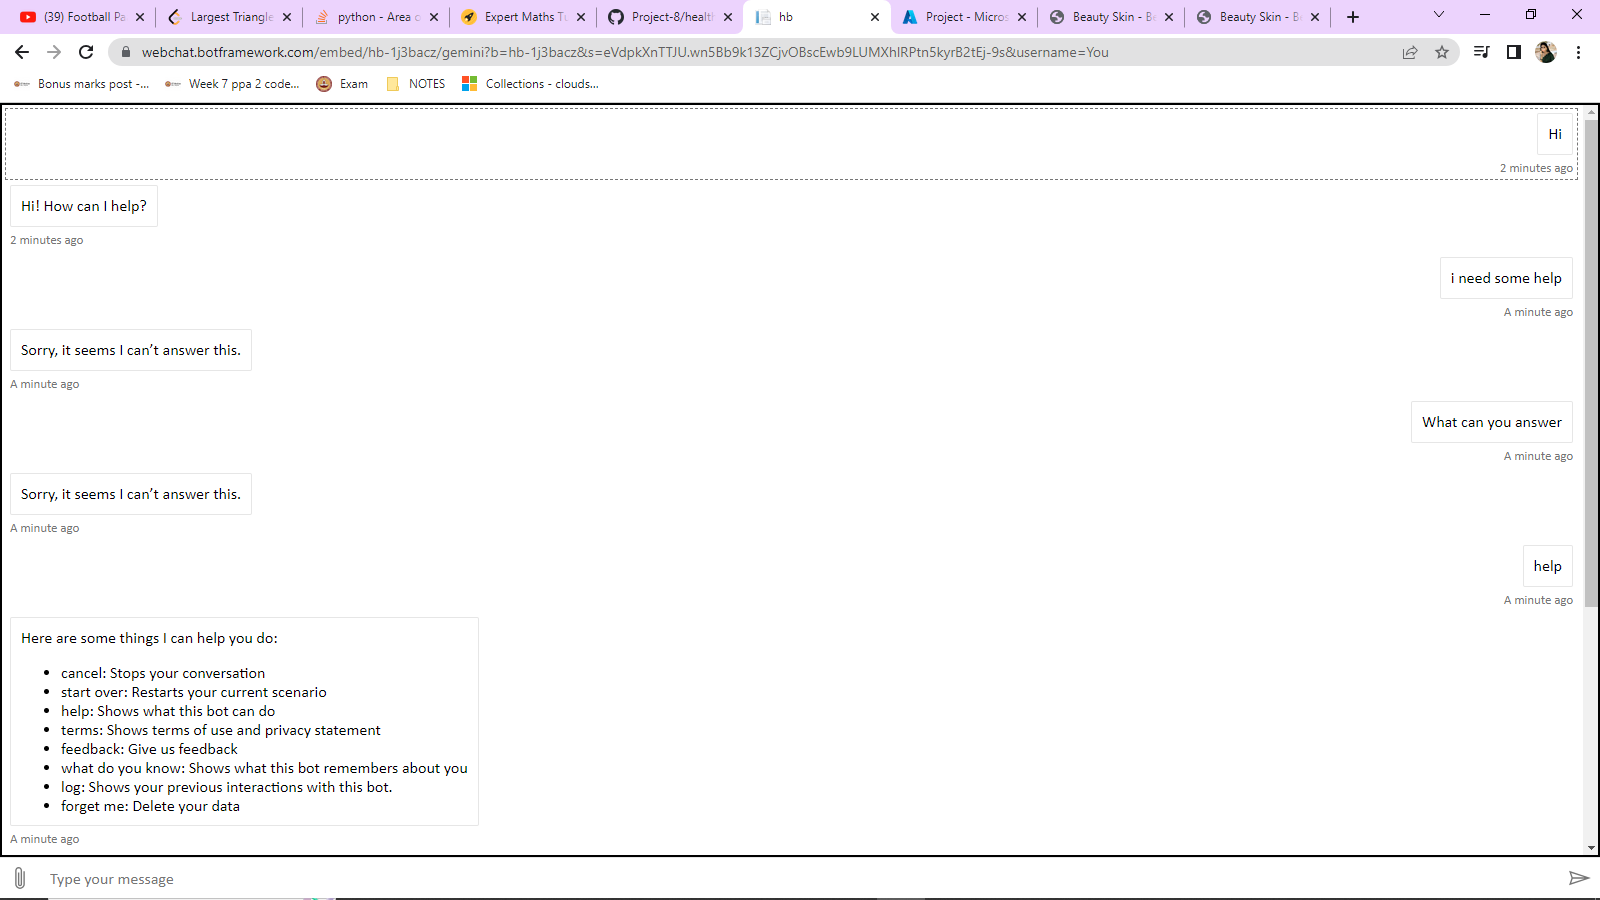 (39) Football Pa
Largest Triangle
python - Area o
Expert Maths Tu
Project-8/health
hb
Project - Micros
Beauty Skin - Be
Beauty Skin - Be
webchat.botframework.com/embed/hb-1j3bacz/gemini?b=hb-1j3bacz&s=eVdpkXnTTJU.wn5Bb9k13ZCjvOBscEwb9LUMXhIRPtn5kyrB2tEj-9s&username=You
Bonus marks post -...
Week 7 ppa 2 code...
Exam
NOTES
Collections - clouds...
Hi
2 minutes ago
Hi! How can I help?
2 minutes ago
i need some help
A minute ago
Sorry, it seems I can’t answer this.
A minute ago
What can you answer
A minute ago
Sorry, it seems I can’t answer this.
A minute ago
help
A minute ago
Here are some things I can help you do:
• cancel: Stops your conversation
• start over: Restarts your current scenario
• help: Shows what this bot can do
• terms: Shows terms of use and privacy statement
• feedback: Give us feedback
• what do you know: Shows what this bot remembers about you
• log: Shows your previous interactions with this bot.
• forget me: Delete your data
A minute ago
Type your message